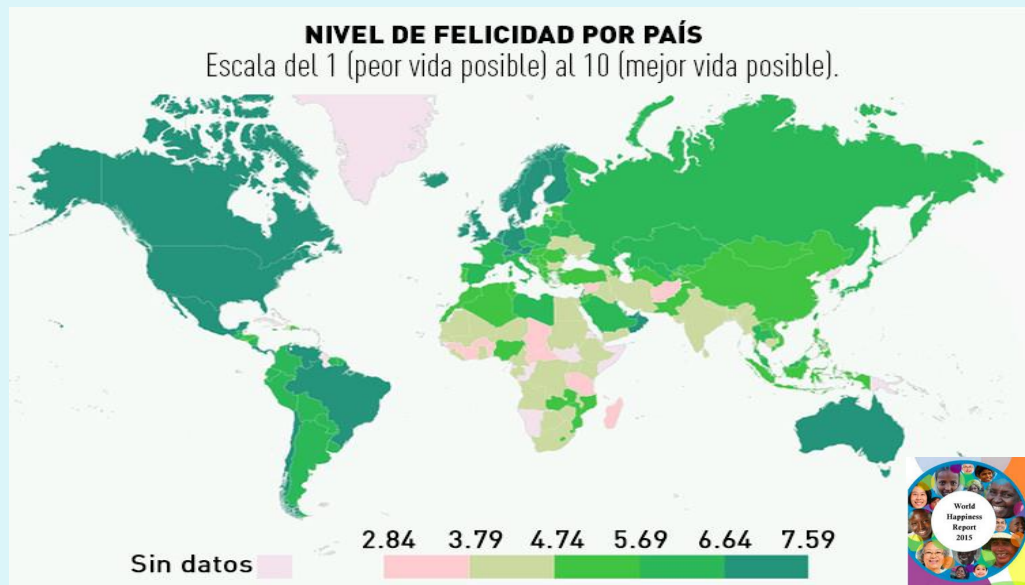 NIVEL DE FELICIDAD POR PAÍS
Escala del 1 (peor vida posible) al 10 (mejor vida posible).
2.84 3.79 4.74 5.69 6.64 7.59
Sin datos
World
Happiness
Report
2015